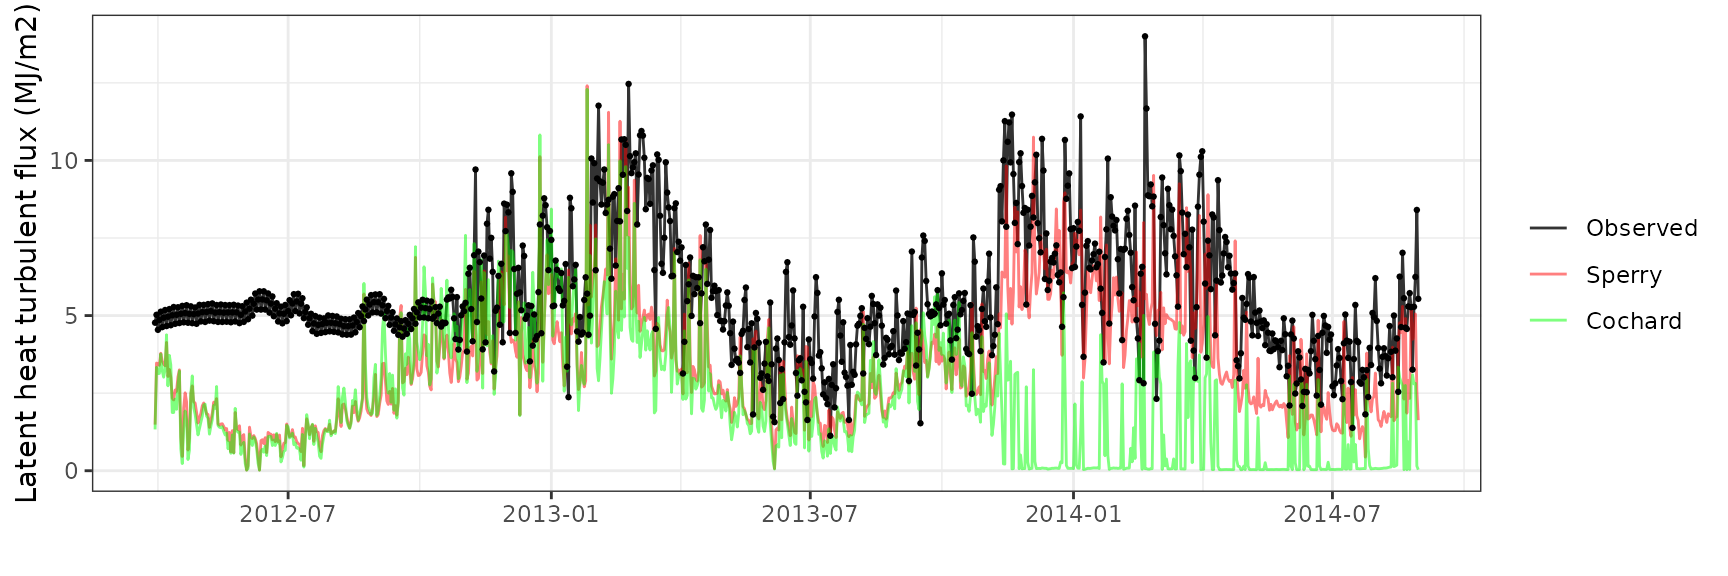 Latent heat turbulent flux (MJ/m2)
10
5
0
2012-07
2013-01
2013-07
2014-01
2014-07
Observed
Sperry
Cochard